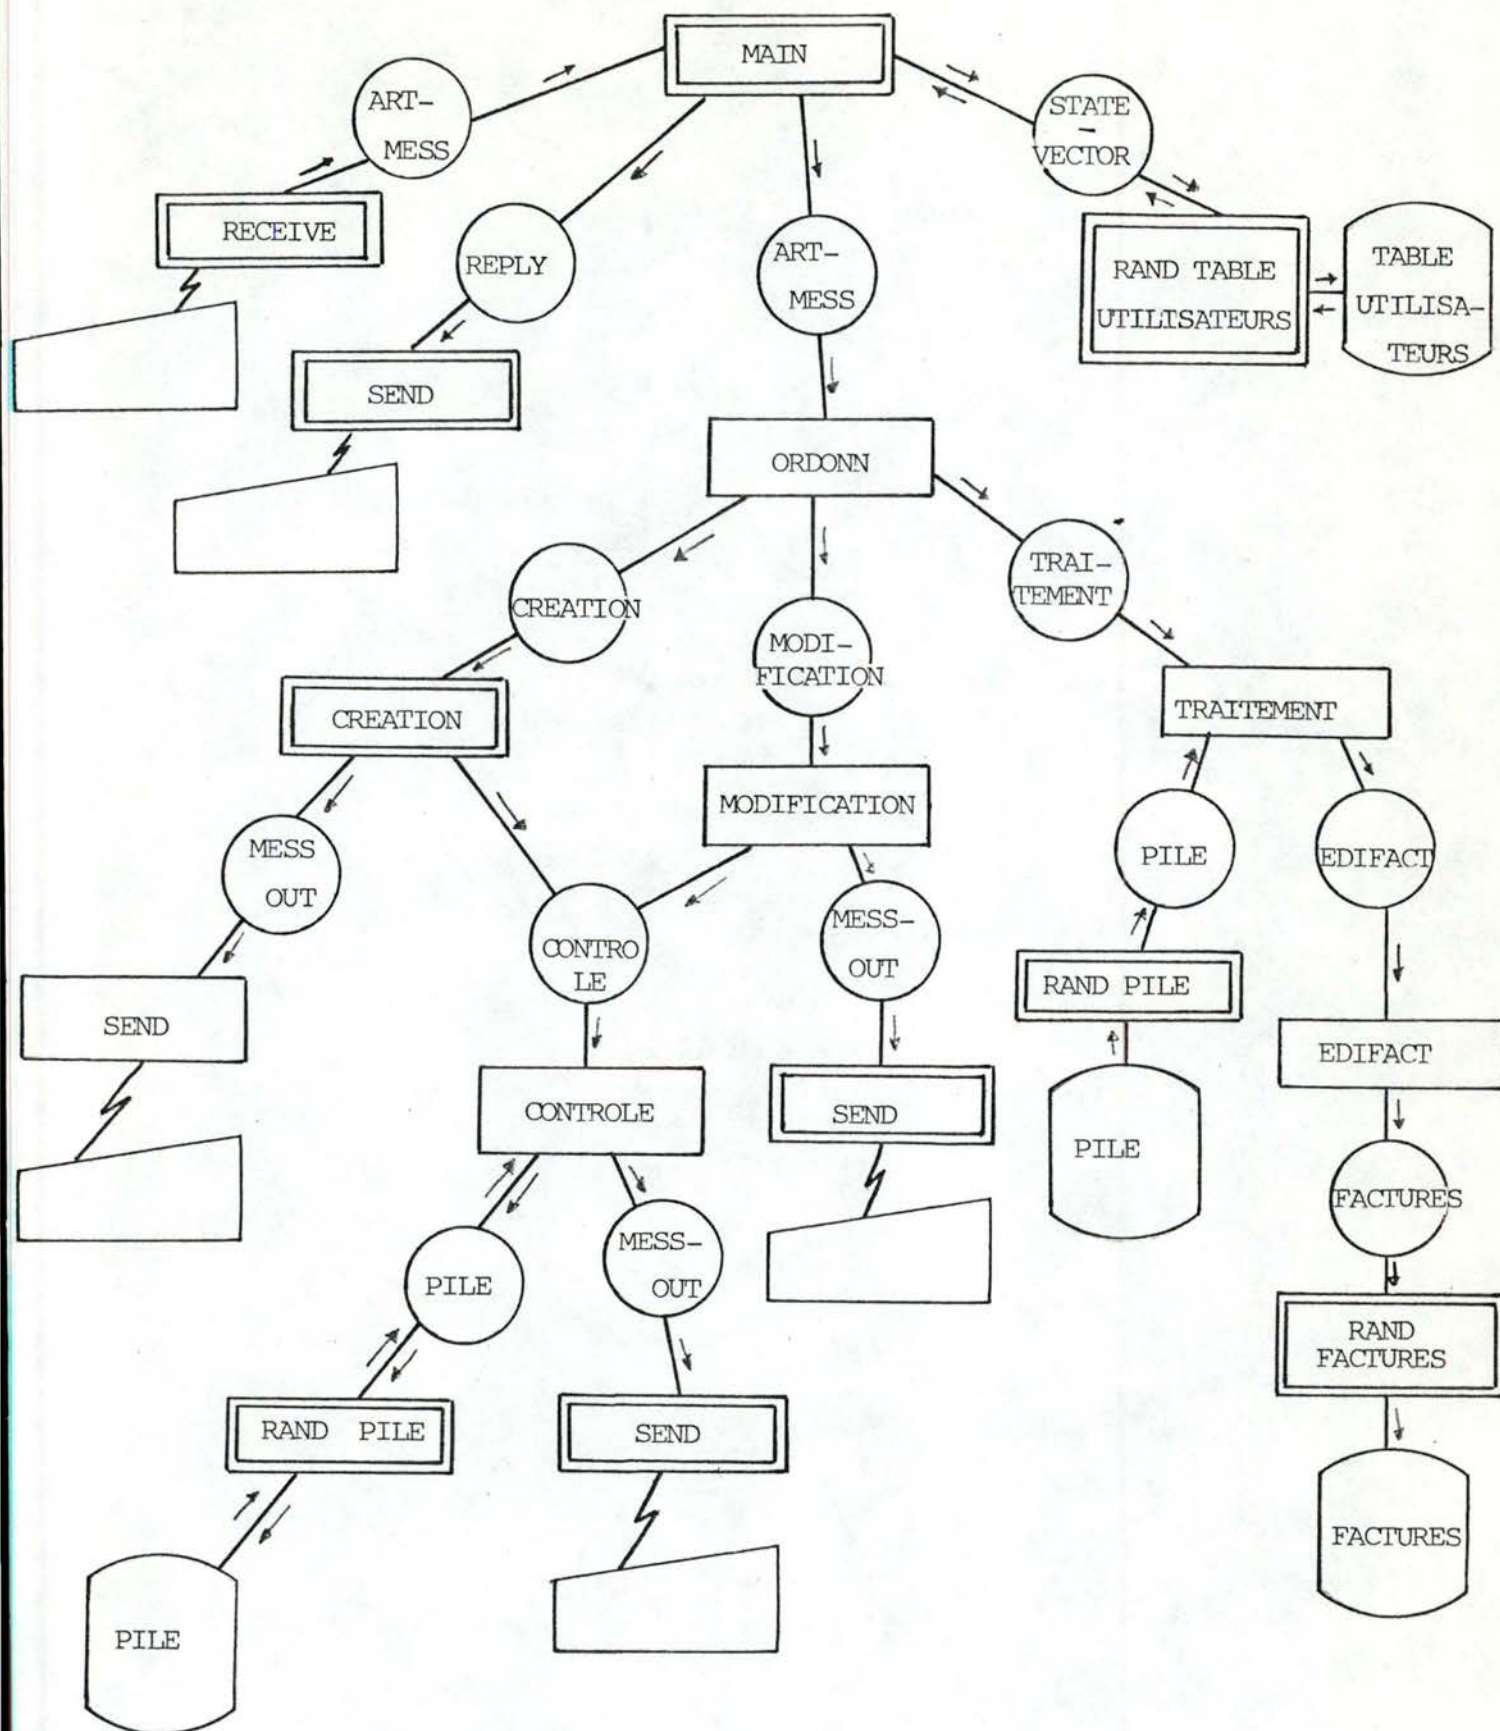 MAIN
ART-
MESS
STATE
-
VECTOR
RECEIVE
REPLY
ART-
MESS
RAND TABLE
UTILISATEURS
TABLE
UTILISA-
TEURS
SEND
ORDONN
TRAI-
TEMENT
CREATION
MODI-
FICATION
CREATION
TRAITEMENT
MODIFICATION
MESS
OUT
PILE
EDIFACT
CONTRO
LE
MESS-
OUT
RAND PILE
SEND
EDIFACT
CONTROLE
SEND
PILE
FACTURES
MESS-
OUT
PILE
RAND
FACTURES
RAND PILE
SEND
FACTURES
PILE